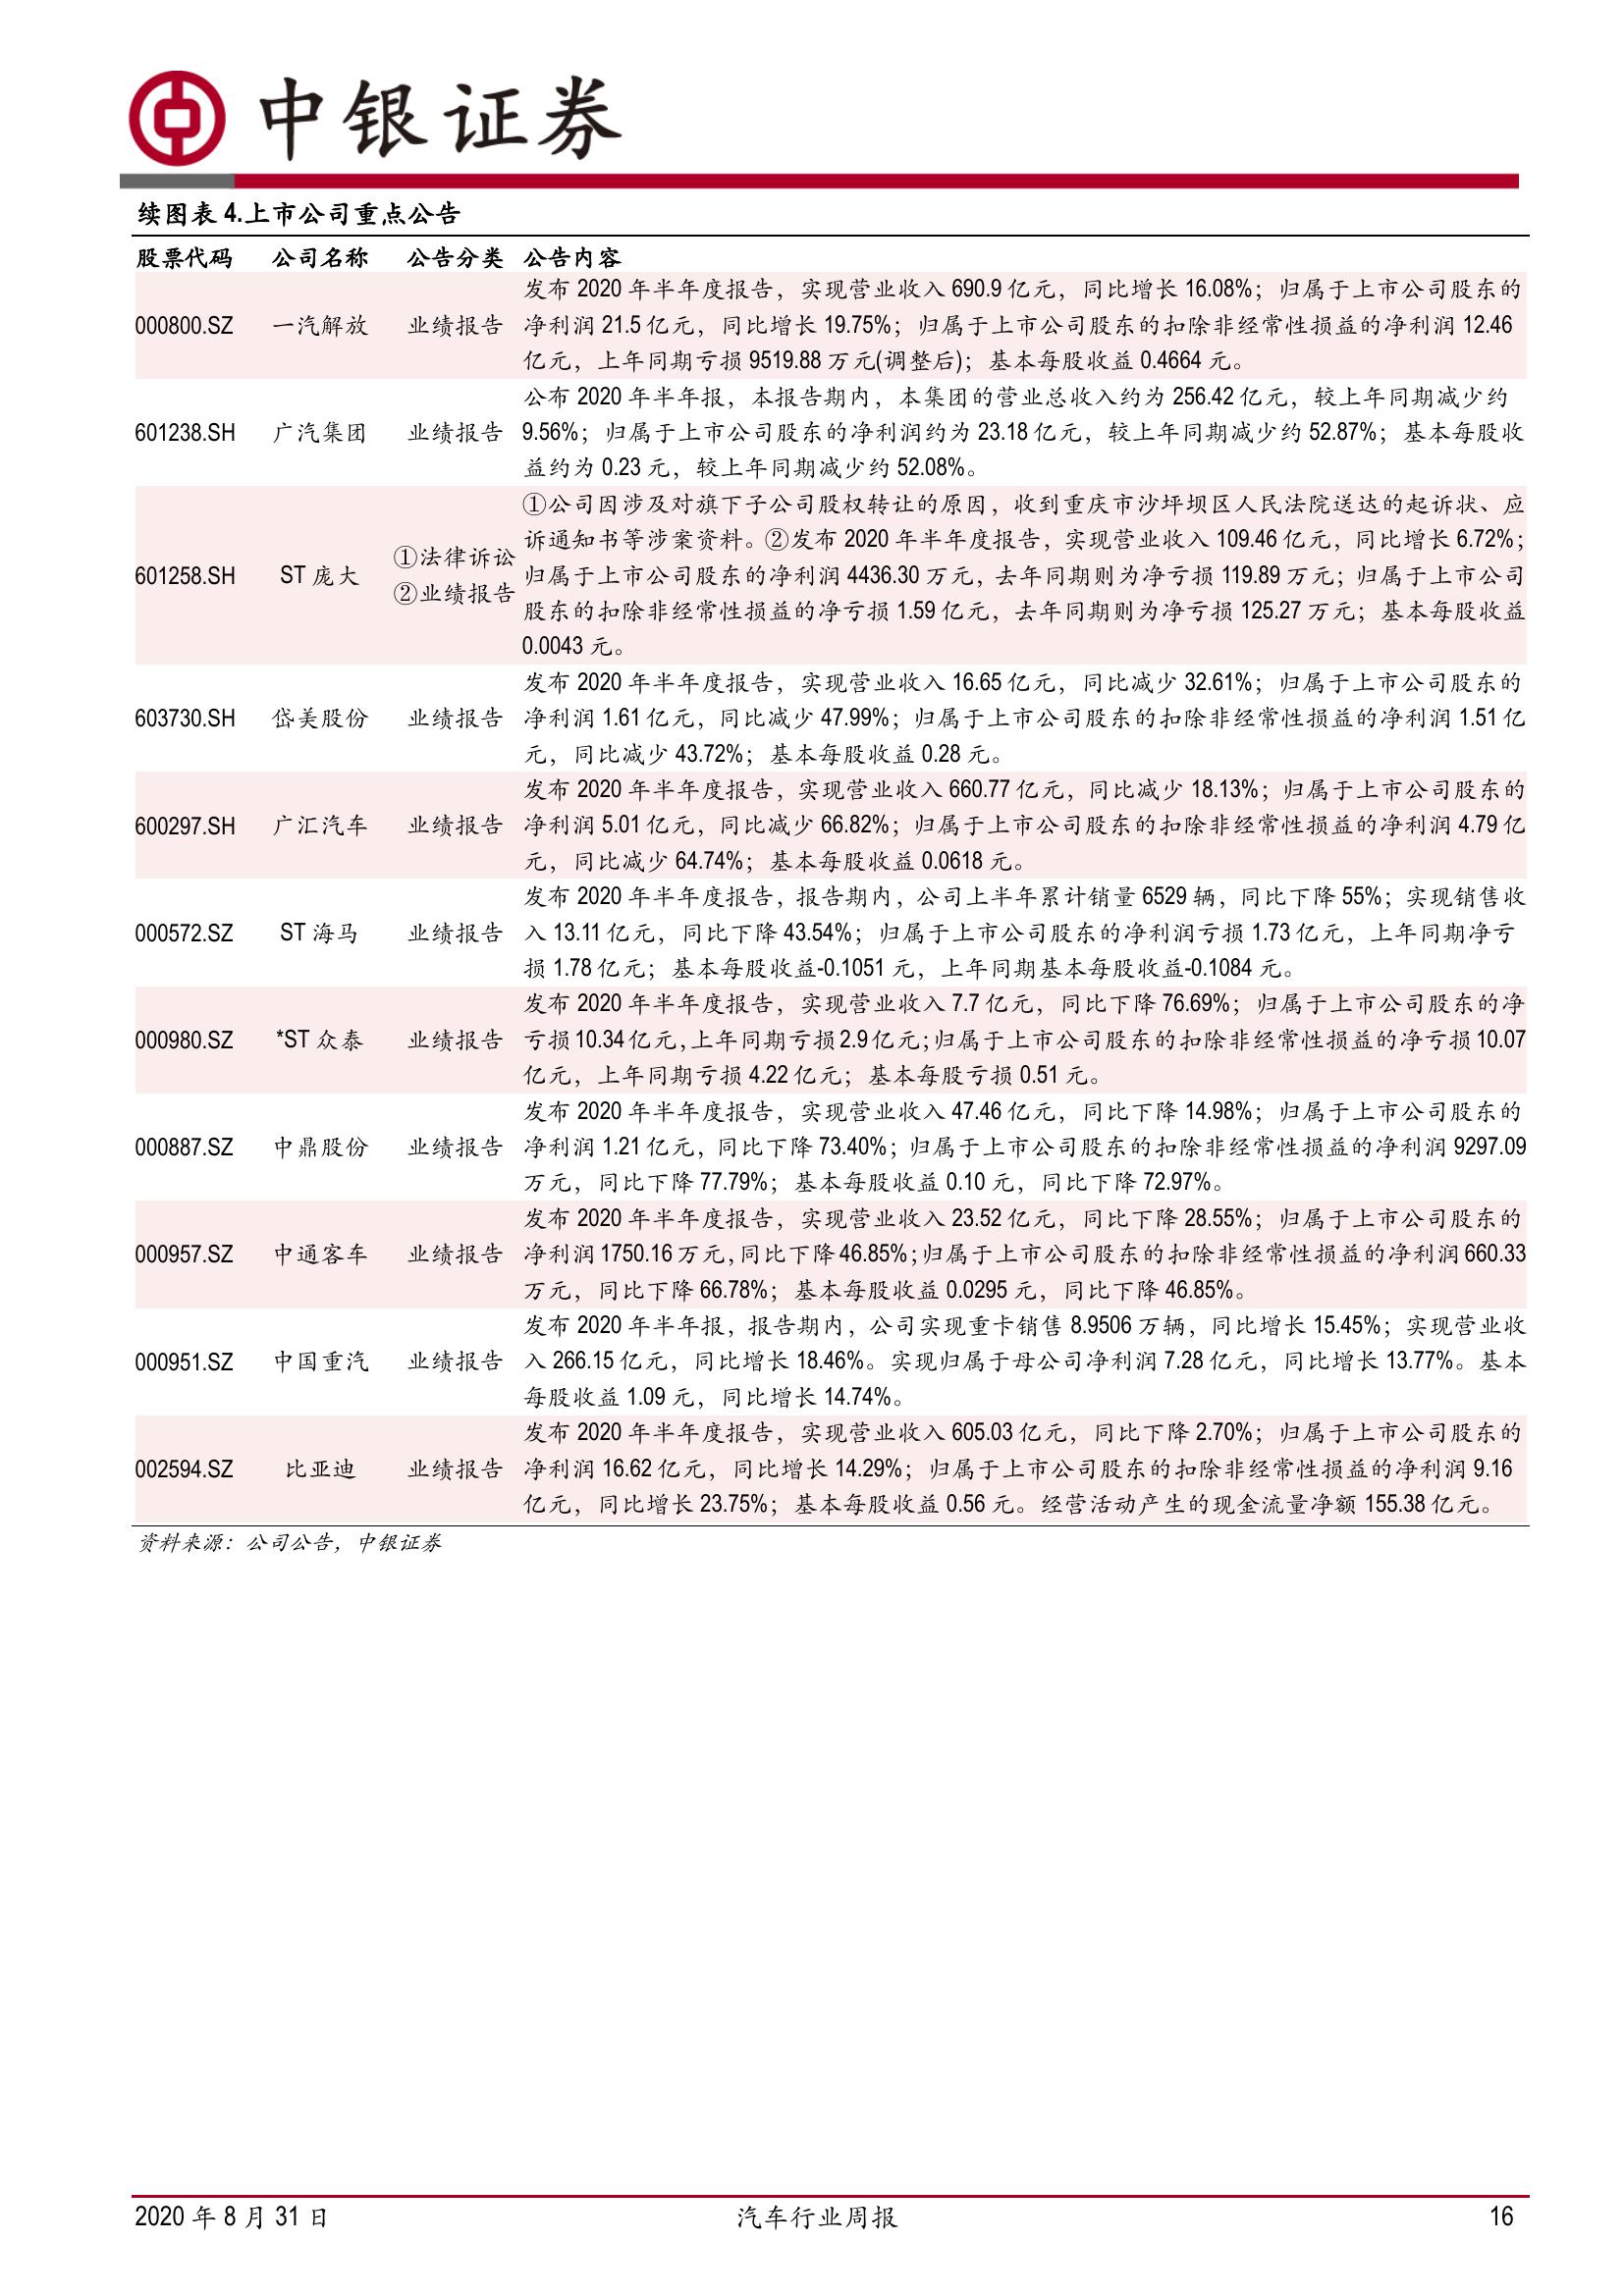 中银证券
续图表 4.上市公司重点公告
股票代码 公司名称 公告分类 公告内容
发布 2020 年半年度报告，实现营业收入 690.9 亿元，同比增长 16.08%；归属于上市公司股东的
000800.SZ 一汽解放 业绩报告 净利润 21.5 亿元，同比增长 19.75%；归属于上市公司股东的扣除非经常性损益的净利润 12.46
亿元，上年同期亏损 9519.88 万元(调整后)；基本每股收益 0.4664 元。
公布 2020 年半年报，本报告期内，本集团的营业总收入约为 256.42 亿元，较上年同期减少约
601238.SH 广汽集团 业绩报告 9.56%；归属于上市公司股东的净利润约为 23.18 亿元，较上年同期减少约 52.87%；基本每股收
益约为 0.23 元，较上年同期减少约 52.08%。
①公司因涉及对旗下子公司股权转让的原因，收到重庆市沙坪坝区人民法院送达的起诉状、应
诉通知书等涉案资料。②发布 2020 年半年度报告，实现营业收入 109.46 亿元，同比增长 6.72%；
601258.SH ST 庞大 ①法律诉讼 ②业绩报告 归属于上市公司股东的净利润 4436.30 万元，去年同期则为净亏损 119.89 万元；归属于上市公司
股东的扣除非经常性损益的净亏损 1.59 亿元，去年同期则为净亏损 125.27 万元；基本每股收益
0.0043 元。
发布 2020 年半年度报告，实现营业收入 16.65 亿元，同比减少 32.61%；归属于上市公司股东的
603730.SH 岱美股份 业绩报告 净利润 1.61 亿元，同比减少 47.99%；归属于上市公司股东的扣除非经常性损益的净利润 1.51 亿
元，同比减少 43.72%；基本每股收益 0.28 元。
发布 2020 年半年度报告，实现营业收入 660.77 亿元，同比减少 18.13%；归属于上市公司股东的
600297.SH 广汇汽车 业绩报告 净利润 5.01 亿元，同比减少 66.82%；归属于上市公司股东的扣除非经常性损益的净利润 4.79 亿
元，同比减少 64.74%；基本每股收益 0.0618 元。
发布 2020 年半年度报告，报告期内，公司上半年累计销量 6529 辆，同比下降 55%；实现销售收
000572.SZ ST 海马 业绩报告 入 13.11 亿元，同比下降 43.54%；归属于上市公司股东的净利润亏损 1.73 亿元，上年同期净亏
损 1.78 亿元；基本每股收益-0.1051 元，上年同期基本每股收益-0.1084 元。
发布 2020 年半年度报告，实现营业收入 7.7 亿元，同比下降 76.69%；归属于上市公司股东的净
000980.SZ *ST 众泰 业绩报告 亏损 10.34 亿元，上年同期亏损 2.9 亿元；归属于上市公司股东的扣除非经常性损益的净亏损 10.07
亿元，上年同期亏损 4.22 亿元；基本每股亏损 0.51 元。
发布 2020 年半年度报告，实现营业收入 47.46 亿元，同比下降 14.98%；归属于上市公司股东的
000887.SZ 中鼎股份 业绩报告 净利润 1.21 亿元，同比下降 73.40%；归属于上市公司股东的扣除非经常性损益的净利润 9297.09
万元，同比下降 77.79%；基本每股收益 0.10 元，同比下降 72.97%。
发布 2020 年半年度报告，实现营业收入 23.52 亿元，同比下降 28.55%；归属于上市公司股东的
000957.SZ 中通客车 业绩报告 净利润 1750.16 万元，同比下降 46.85%；归属于上市公司股东的扣除非经常性损益的净利润 660.33
万元，同比下降 66.78%；基本每股收益 0.0295 元，同比下降 46.85%。
发布 2020 年半年报，报告期内，公司实现重卡销售 8.9506 万辆，同比增长 15.45%；实现营业收
000951.SZ 中国重汽 业绩报告 入 266.15 亿元，同比增长 18.46%。实现归属于母公司净利润 7.28 亿元，同比增长 13.77%。基本
每股收益 1.09 元，同比增长 14.74%。
发布 2020 年半年度报告，实现营业收入 605.03 亿元，同比下降 2.70%；归属于上市公司股东的
002594.SZ 比亚迪 业绩报告 净利润 16.62 亿元，同比增长 14.29%；归属于上市公司股东的扣除非经常性损益的净利润 9.16
亿元，同比增长 23.75%；基本每股收益 0.56 元。经营活动产生的现金流量净额 155.38 亿元。
资料来源：公司公告，中银证券
2020 年 8 月 31 日 汽车行业周报 16